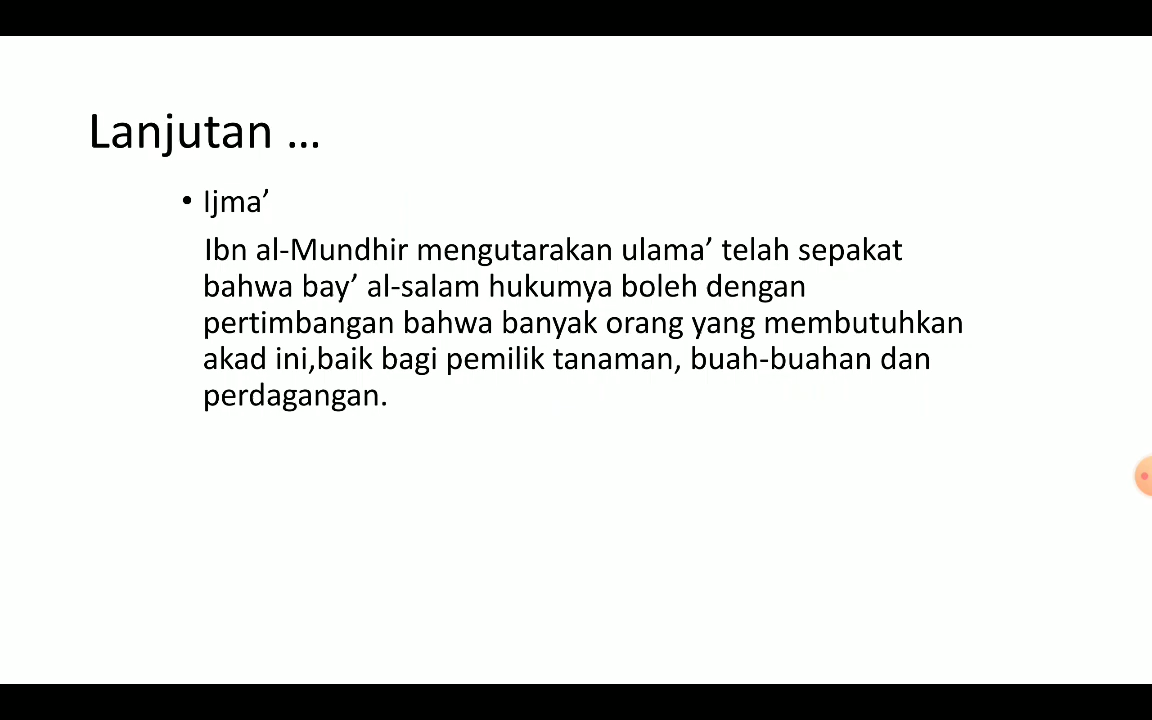 Lanjutan ...
• Ijma’
Ibn al-Mundhir mengutarakan ulama’ telah sepakat
bahwa bay’ al-salam hukumya boleh dengan
pertimbangan bahwa banyak orang yang membutuhkan
akad ini,baik bagi pemilik tanaman, buah-buahan dan
perdagangan.